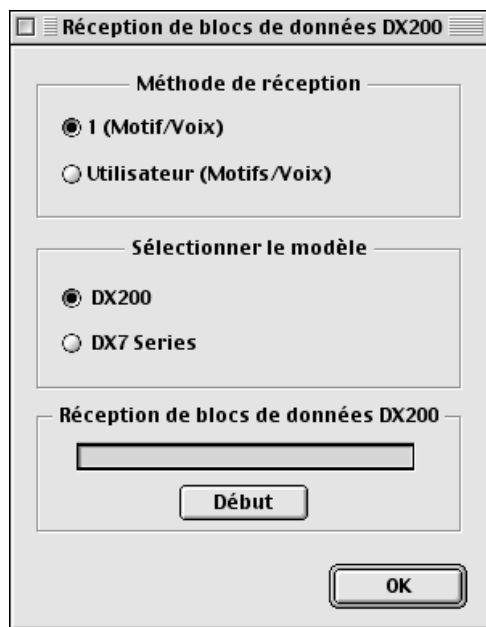 Réception de blocs de données DX200
Méthode de réception
1 (Motif/Voix)
Utilisateur (Motifs/Voix)
Sélectionner le modèle
DX200
DX7 Series
Réception de blocs de données DX200
Début
OK